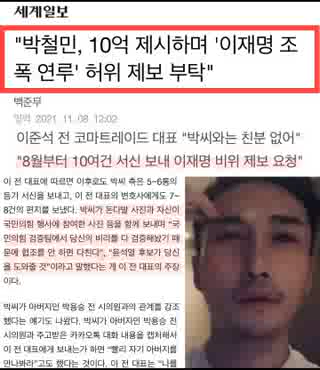 세계일보
"박철민, 10억 제시하며 '이재명 조
폭 연루' 허위 제보 부탁"
백준무
입력 2021. 11. 08 12:02
이준석 전 코마트레이드 대표 "박씨와는 친분 없어"
"8월부터 10여건 서신 보내 이재명 비위 제보 요청"
이 전 대표에 따르면 이후로도 박씨 측은 5~6통의
등기 서신을 보내고, 이 전 대표의 변호사에게도 7~
8건의 편지를 보냈다. 박씨가 돈다발 사진과 자신이
국민의힘 행사에 참여한 사진 등을 함께 보내며 "국
민의힘 검증팀에서 당신의 비리를 다 검증해놨기 때
문에 협조를 안 하면 다친다", "윤석열 후보가 당신
을 도와줄 것"이라고 말했다는 게 이 전 대표의 주장
이다.
박씨가 아버지인 박용승 전 시의원과의 관계를 강조
했다는 얘기도 나왔다. 박씨가 아버지인 박용승 전
시의원과 주고받은 카카오톡 대화 내용을 캡처해서
이 전 대표에게 보내는가 하면 "빨리 자기 아버지를
만나봐라"고도 했다는 것이다. 이 전 대표는 "나를